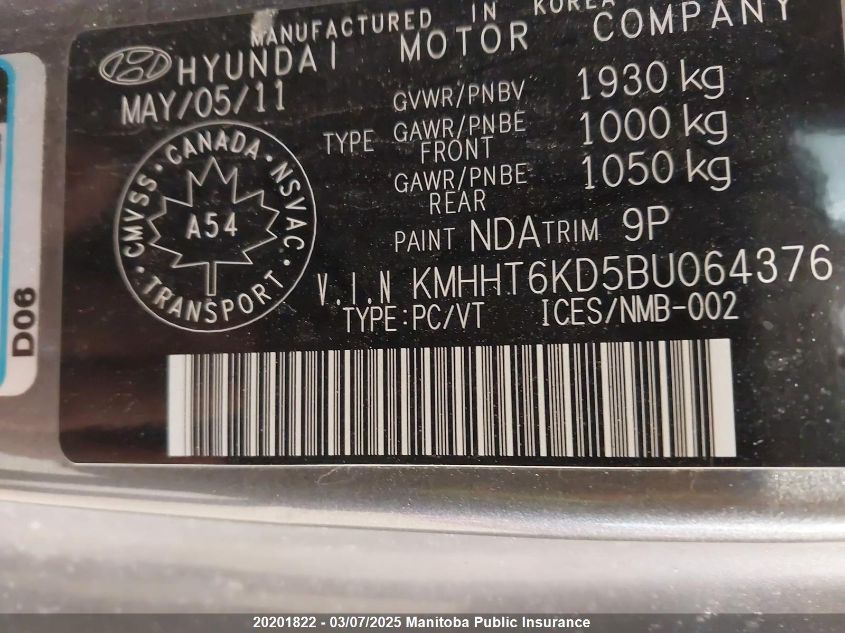 MANUFACTURED IN KOREA
HYUNDAI MOTOR COMPANY
MAY/05/11
GVWR/PNBV 1930 kg
TYPE GAWR/PNBE FRONT 1000 kg
GAWR/PNBE REAR 1050 kg
PAINT NDA TRIM 9P
CANADA · NSVAC · TRANSPORT · CMVSS
A54
V.I.N KMHHT6KD5BU064376
TYPE:PC/VT ICES/NMB-002
D06
20201822 - 03/07/2025 Manitoba Public Insurance